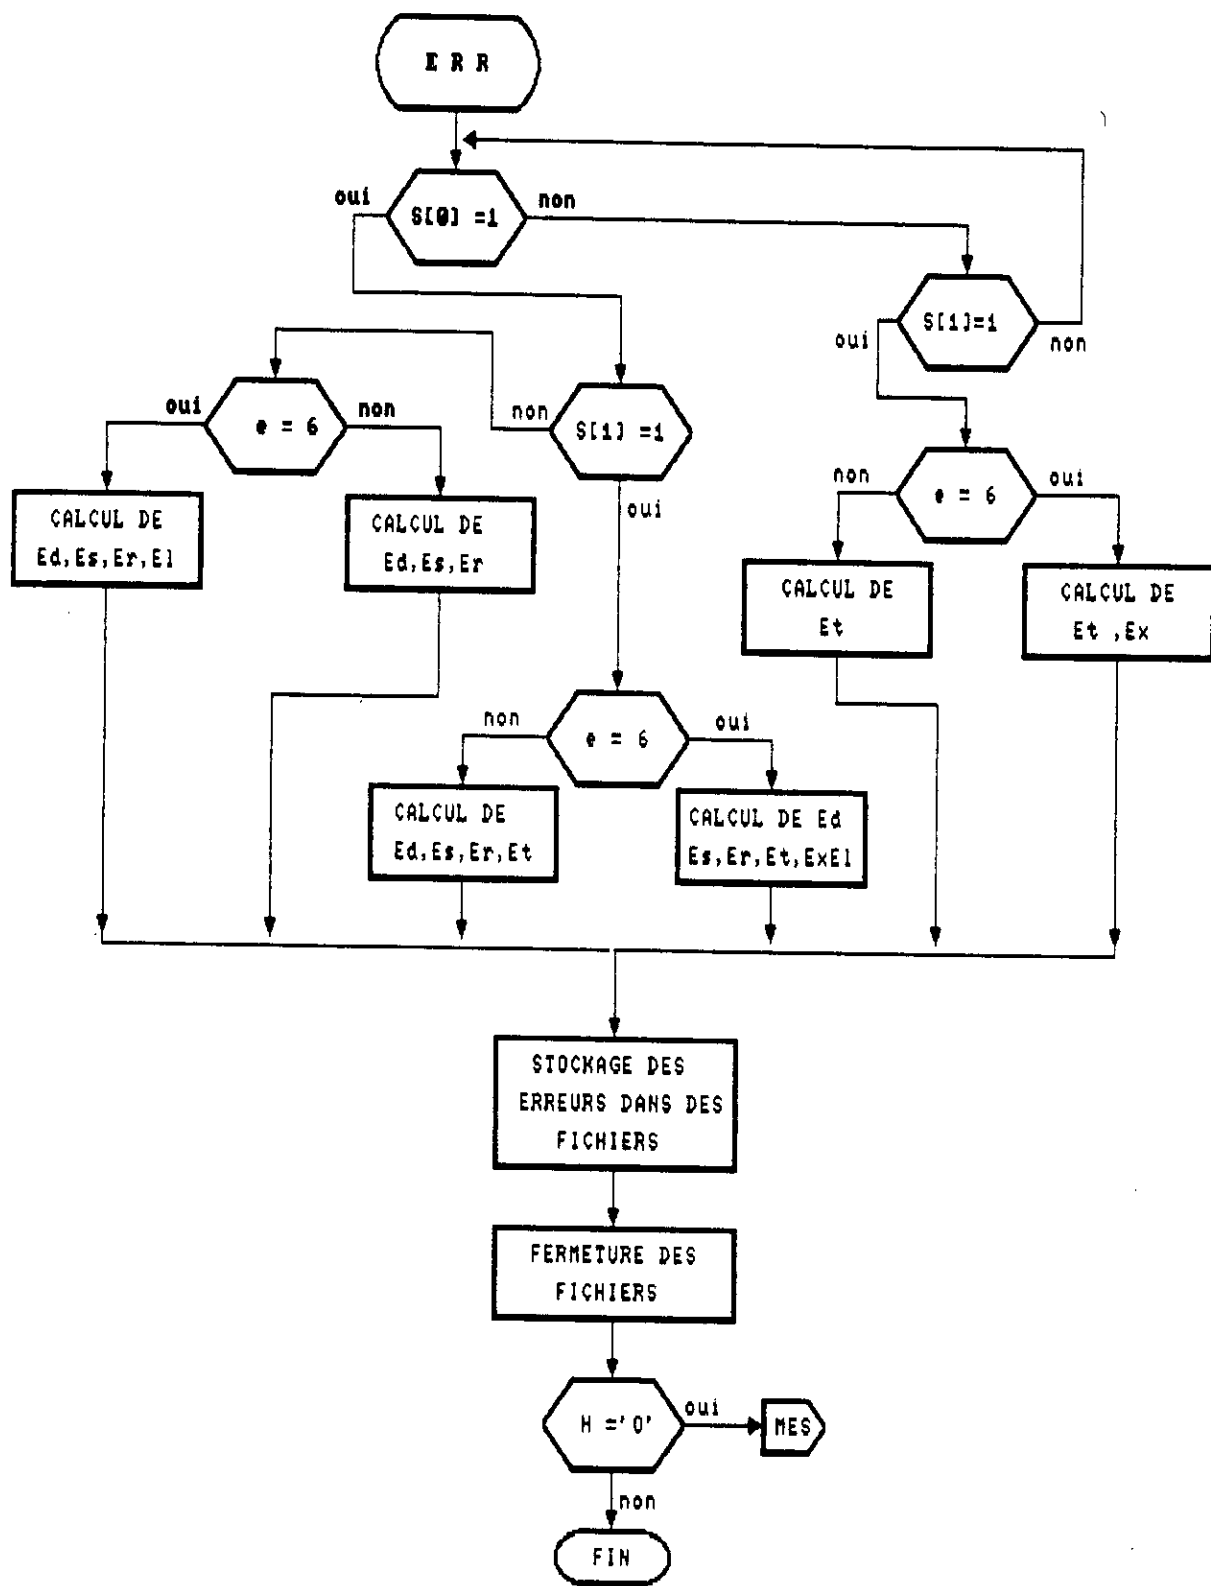 E R R
oui
S[0] =1
non
S[1]=1
oui
non
oui
e = 6
non
non
S[1] =1
non
e = 6
oui
CALCUL DE
Ed,Es,Er,El
CALCUL DE
Ed,Es,Er
oui
CALCUL DE
Et
CALCUL DE
Et ,Ex
non
e = 6
oui
CALCUL DE
Ed,Es,Er,Et
CALCUL DE Ed
Es,Er,Et,ExEl
STOCKAGE DES
ERREURS DANS DES
FICHIERS
FERMETURE DES
FICHIERS
H ='O'
oui
MES
non
FIN